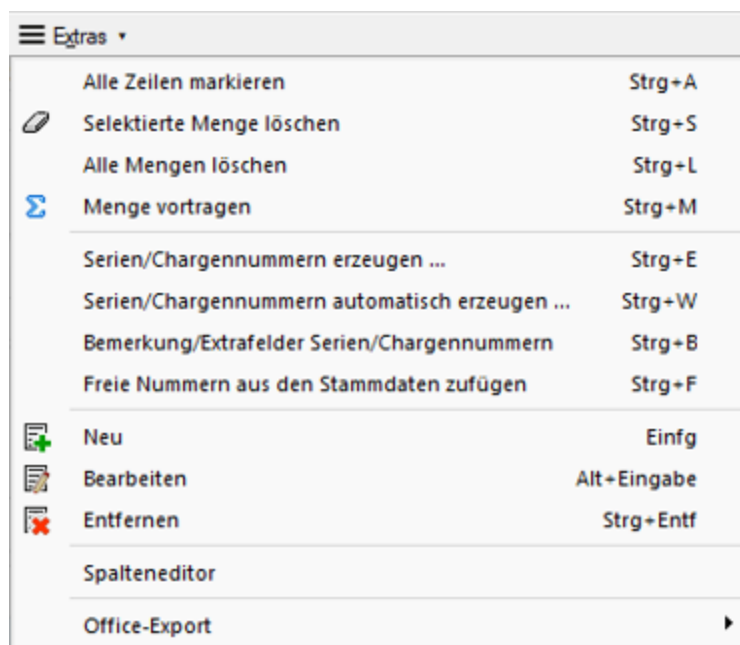 Extras
Alle Zeilen markieren Strg+A
Selektierte Menge löschen Strg+S
Alle Mengen löschen Strg+L
Menge vortragen Strg+M
Serien/Chargennummern erzeugen ... Strg+E
Serien/Chargennummern automatisch erzeugen ... Strg+W
Bemerkung/Extrafelder Serien/Chargennummern Strg+B
Freie Nummern aus den Stammdaten zufügen Strg+F
Neu Einfg
Bearbeiten Alt+Eingabe
Entfernen Strg+Entf
Spalteneditor
Office-Export